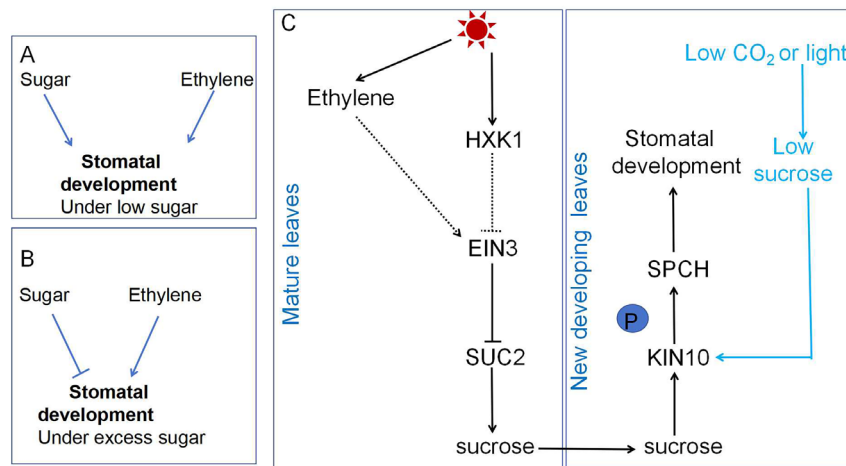 A
Sugar Ethylene
Stomatal
development
Under low sugar
B
Sugar Ethylene
Stomatal
development
Under excess sugar
C
Mature leaves
Ethylene
HXK1
EIN3
SUC2
sucrose
New developing leaves
Low CO₂ or light
Low
sucrose
Stomatal
development
SPCH
P
KIN10
sucrose